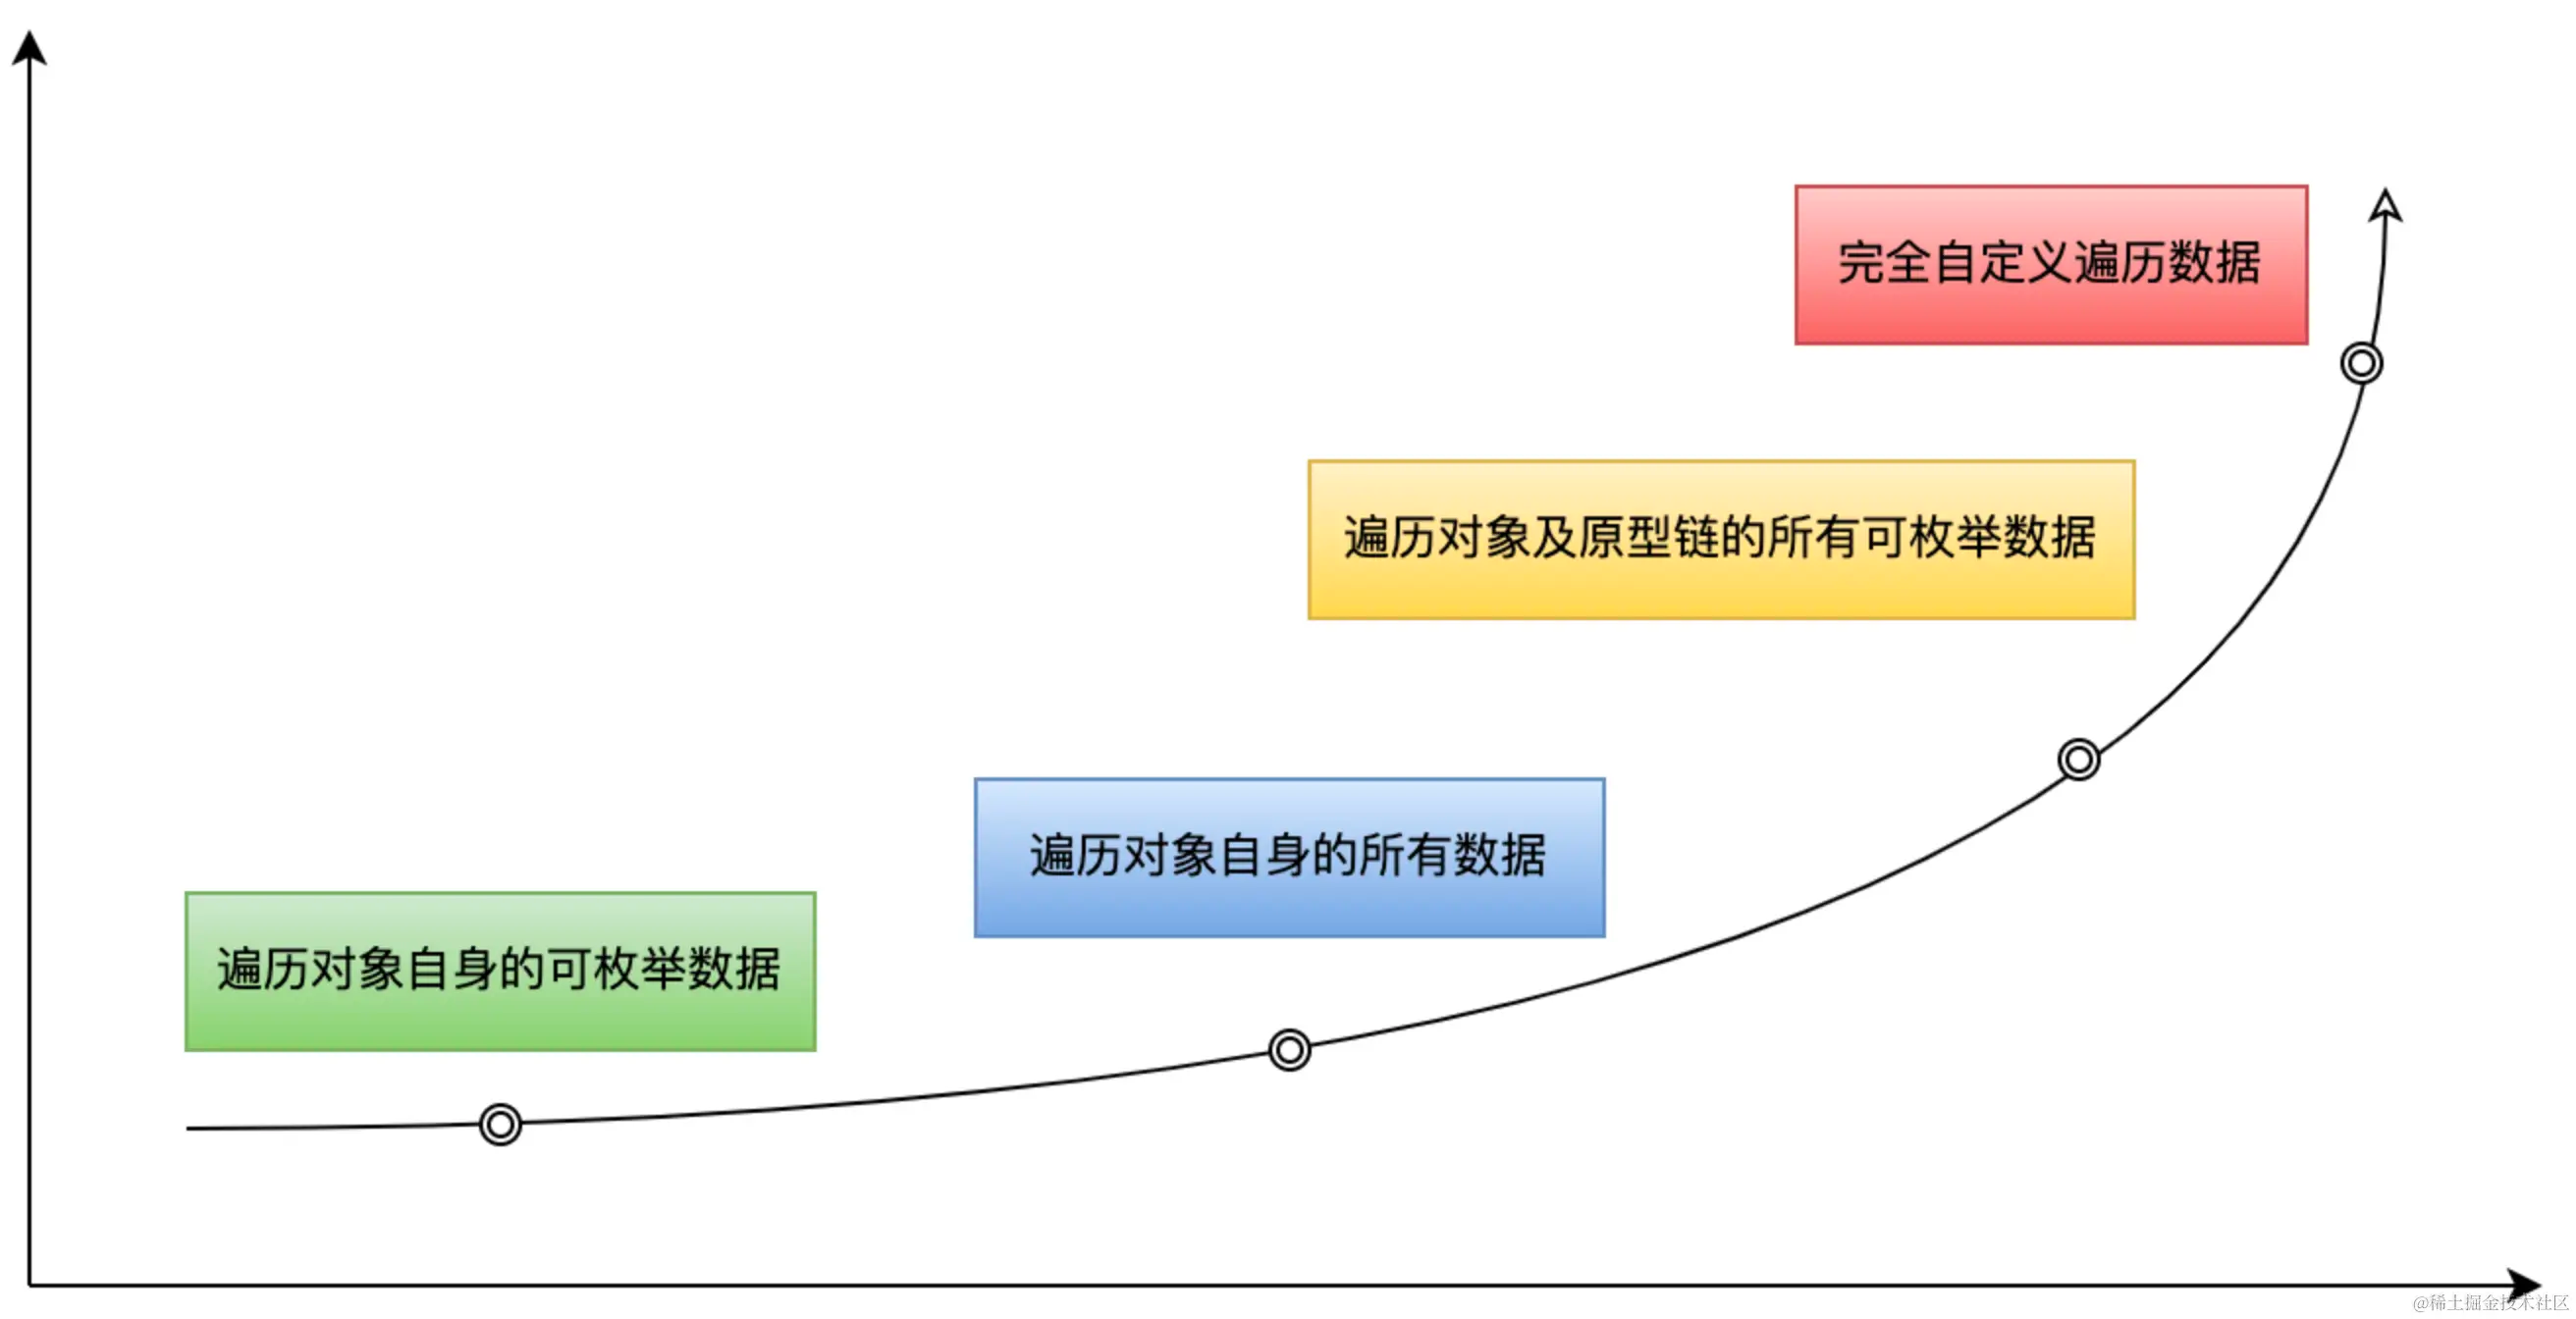 完全自定义遍历数据
遍历对象及原型链的所有可枚举数据
遍历对象自身的所有数据
遍历对象自身的可枚举数据
@稀土掘金技术社区